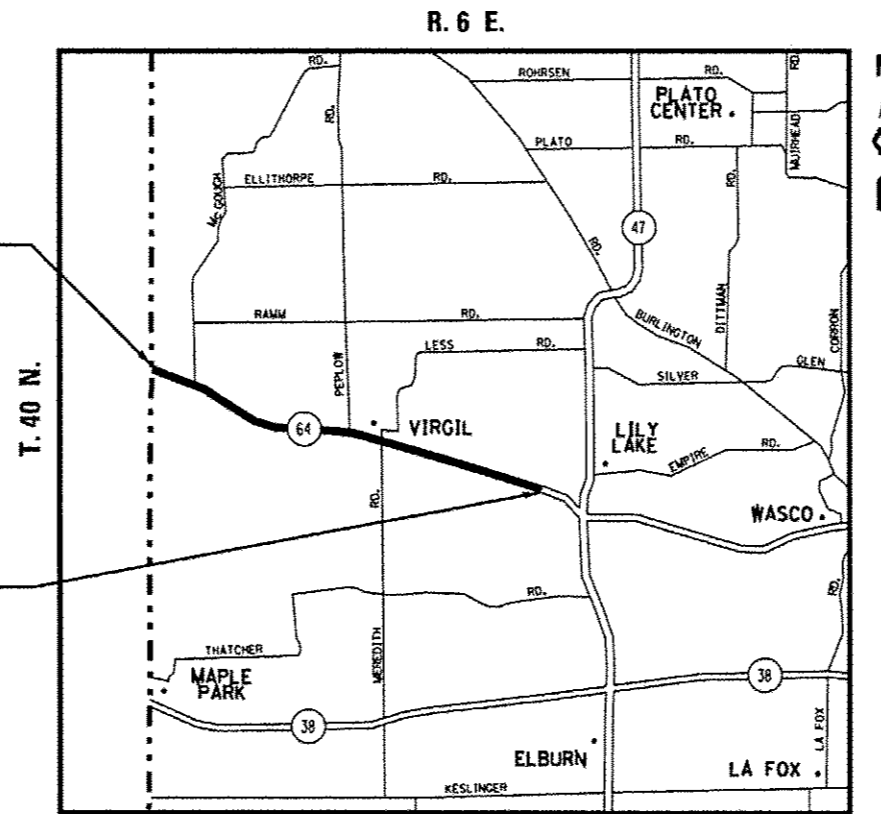 R. 6 E.
RD.
RD.
ROHRSEN RD.
PLATO
CENTER
RD.
MUIRHEAD
PLATO RD.
RD.
ELLITHORPE RD.
Mc GOUGH
RD.
47
DITTMAN
RAMM RD.
BURLINGTON
CORRON
LESS RD.
PEPLOW
SILVER GLEN
T. 40 N.
64
VIRGIL
LILY
LAKE
EMPIRE RD.
RD.
WASCO
RD.
RD.
THATCHER
MEREDITH
MAPLE
PARK
38
38
ELBURN
LA FOX
LA FOX
KESLINGER